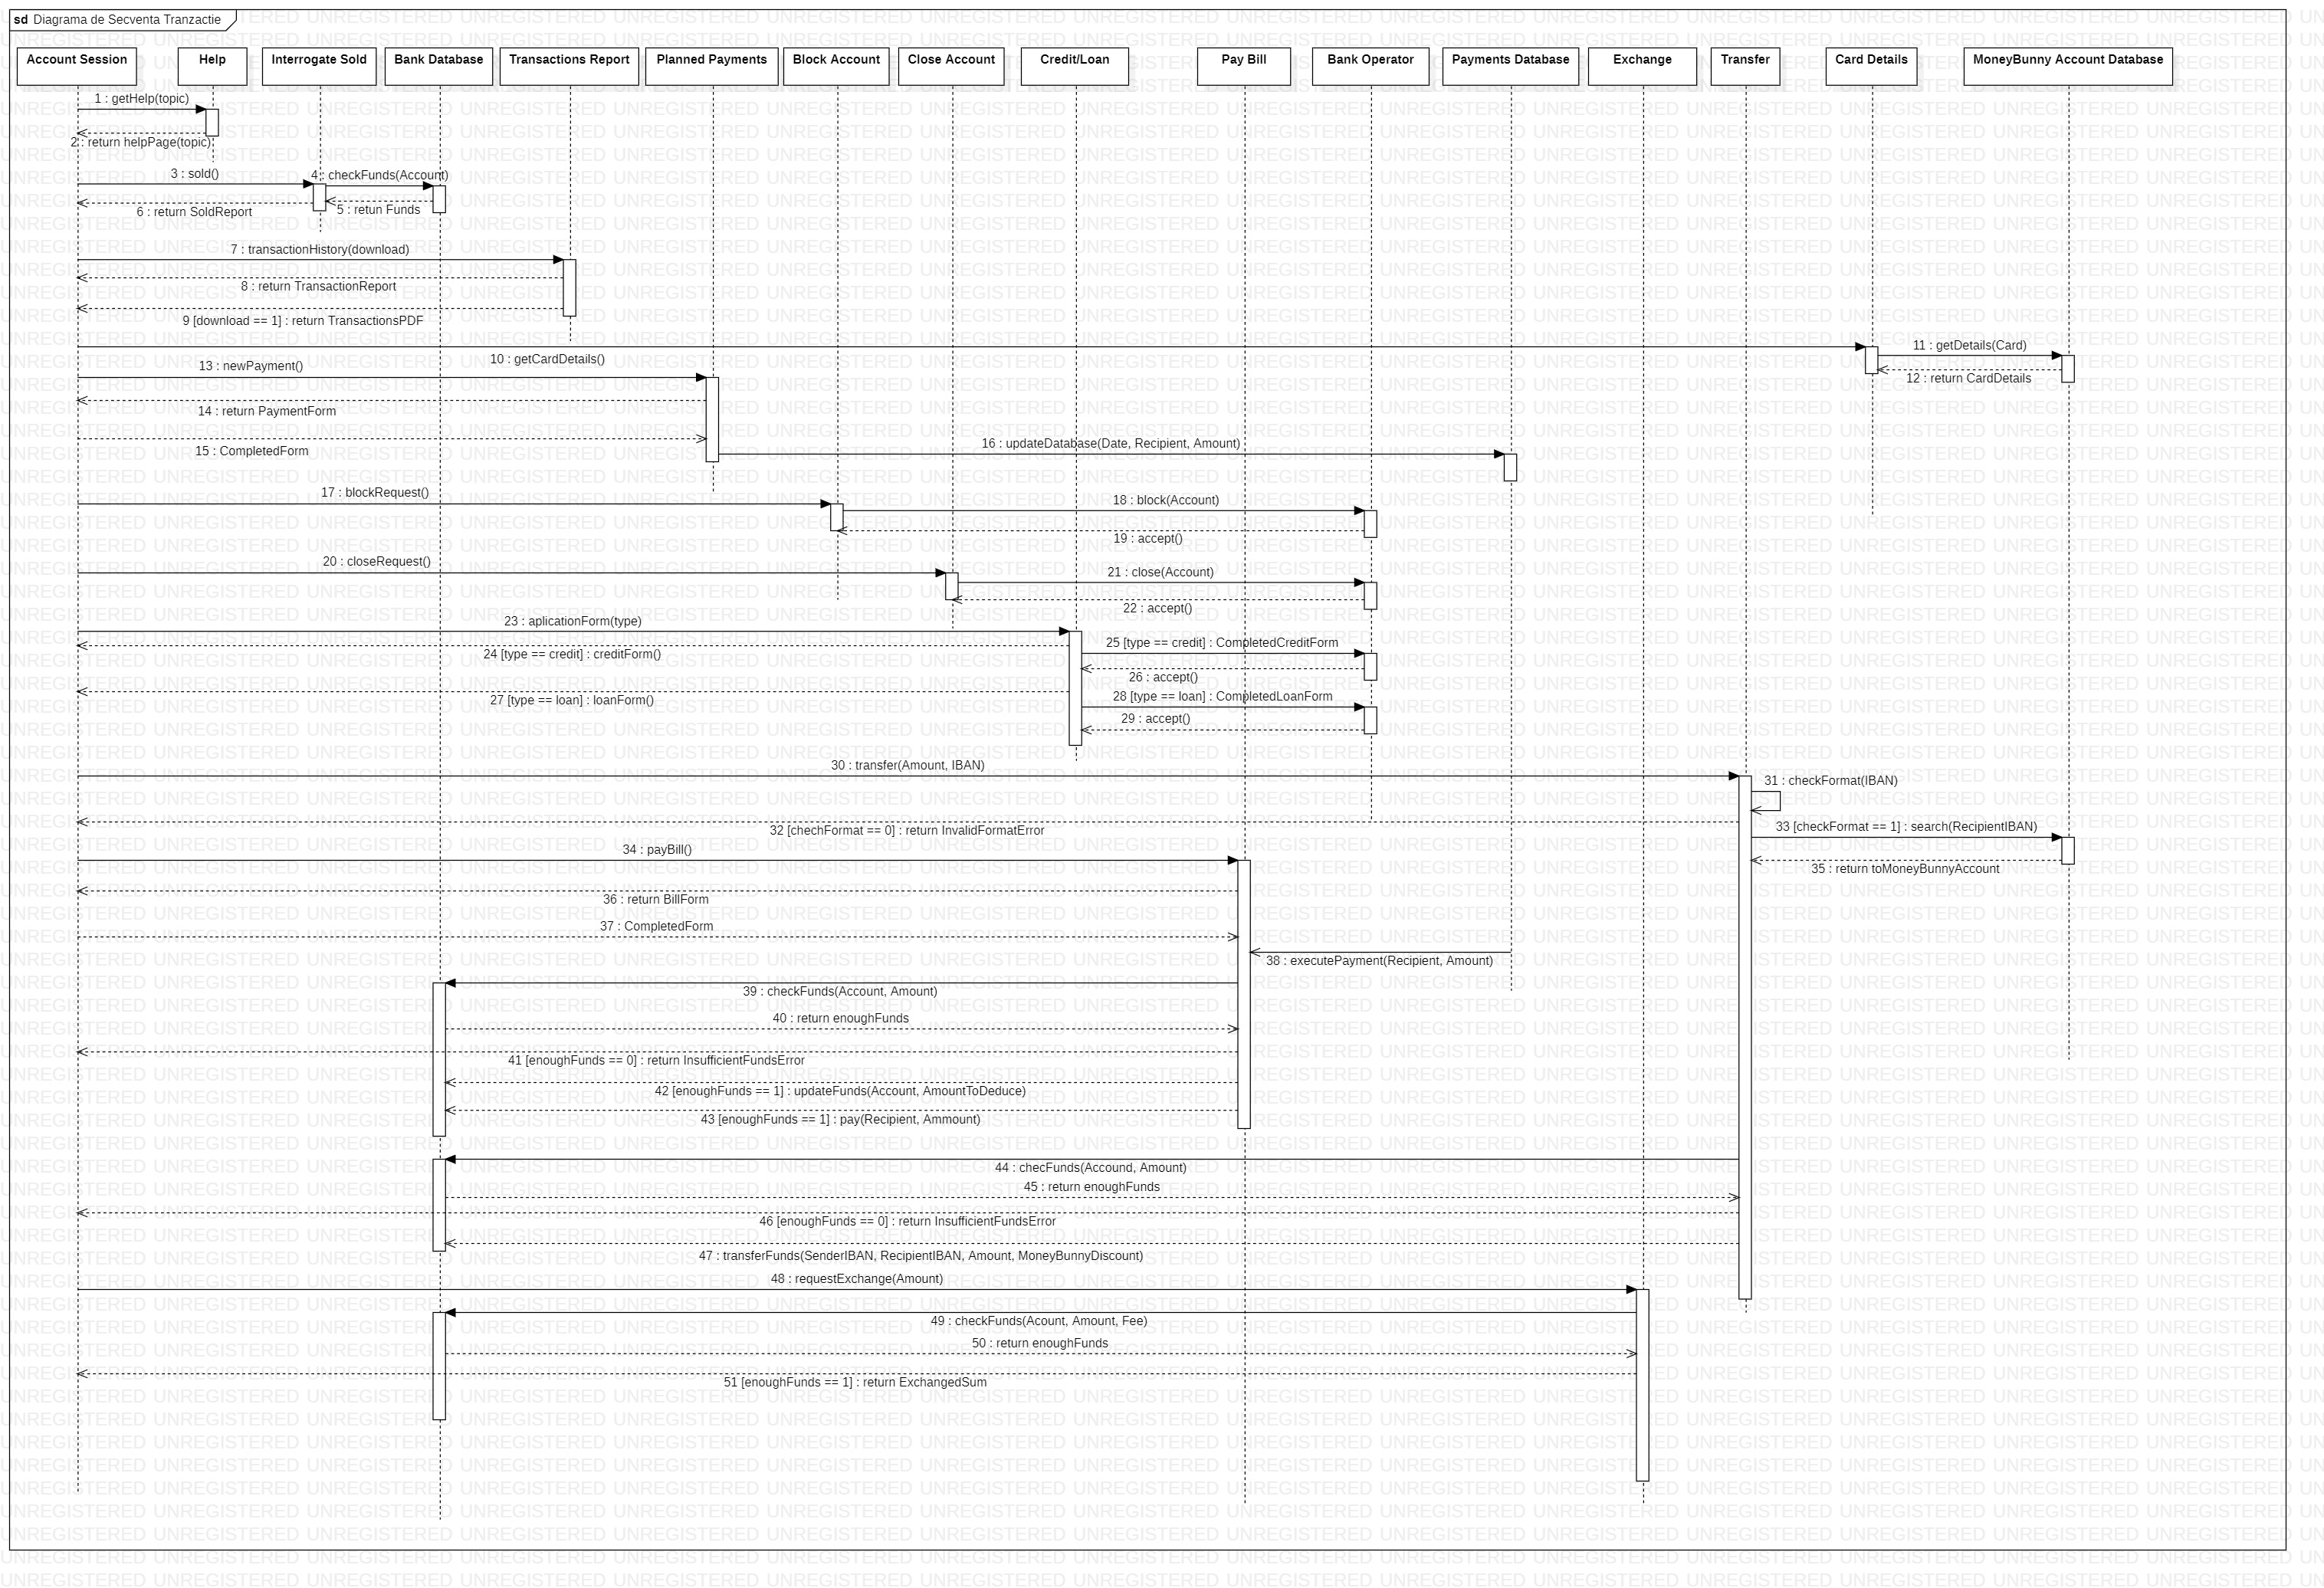 sd Diagrama de Secventa Tranzactie
Account Session
Help
Interrogate Sold
Bank Database
Transactions Report
Planned Payments
Block Account
Close Account
Credit/Loan
Pay Bill
Bank Operator
Payments Database
Exchange
Transfer
Card Details
MoneyBunny Account Database
1 : getHelp(topic)
2 : return helpPage(topic)
3 : sold()
4 : checkFunds(Account)
5 : retun Funds
6 : return SoldReport
7 : transactionHistory(download)
8 : return TransactionReport
9 [download == 1] : return TransactionsPDF
10 : getCardDetails()
11 : getDetails(Card)
12 : return CardDetails
13 : newPayment()
14 : return PaymentForm
15 : CompletedForm
16 : updateDatabase(Date, Recipient, Amount)
17 : blockRequest()
18 : block(Account)
19 : accept()
20 : closeRequest()
21 : close(Account)
22 : accept()
23 : aplicationForm(type)
24 [type == credit] : creditForm()
25 [type == credit] : CompletedCreditForm
26 : accept()
27 [type == loan] : loanForm()
28 [type == loan] : CompletedLoanForm
29 : accept()
30 : transfer(Amount, IBAN)
31 : checkFormat(IBAN)
32 [chechFormat == 0] : return InvalidFormatError
33 [checkFormat == 1] : search(RecipientIBAN)
34 : payBill()
35 : return toMoneyBunnyAccount
36 : return BillForm
37 : CompletedForm
38 : executePayment(Recipient, Amount)
39 : checkFunds(Account, Amount)
40 : return enoughFunds
41 [enoughFunds == 0] : return InsufficientFundsError
42 [enoughFunds == 1] : updateFunds(Account, AmountToDeduce)
43 [enoughFunds == 1] : pay(Recipient, Ammount)
44 : checFunds(Accound, Amount)
45 : return enoughFunds
46 [enoughFunds == 0] : return InsufficientFundsError
47 : transferFunds(SenderIBAN, RecipientIBAN, Amount, MoneyBunnyDiscount)
48 : requestExchange(Amount)
49 : checkFunds(Acount, Amount, Fee)
50 : return enoughFunds
51 [enoughFunds == 1] : return ExchangedSum
UNREGISTERED